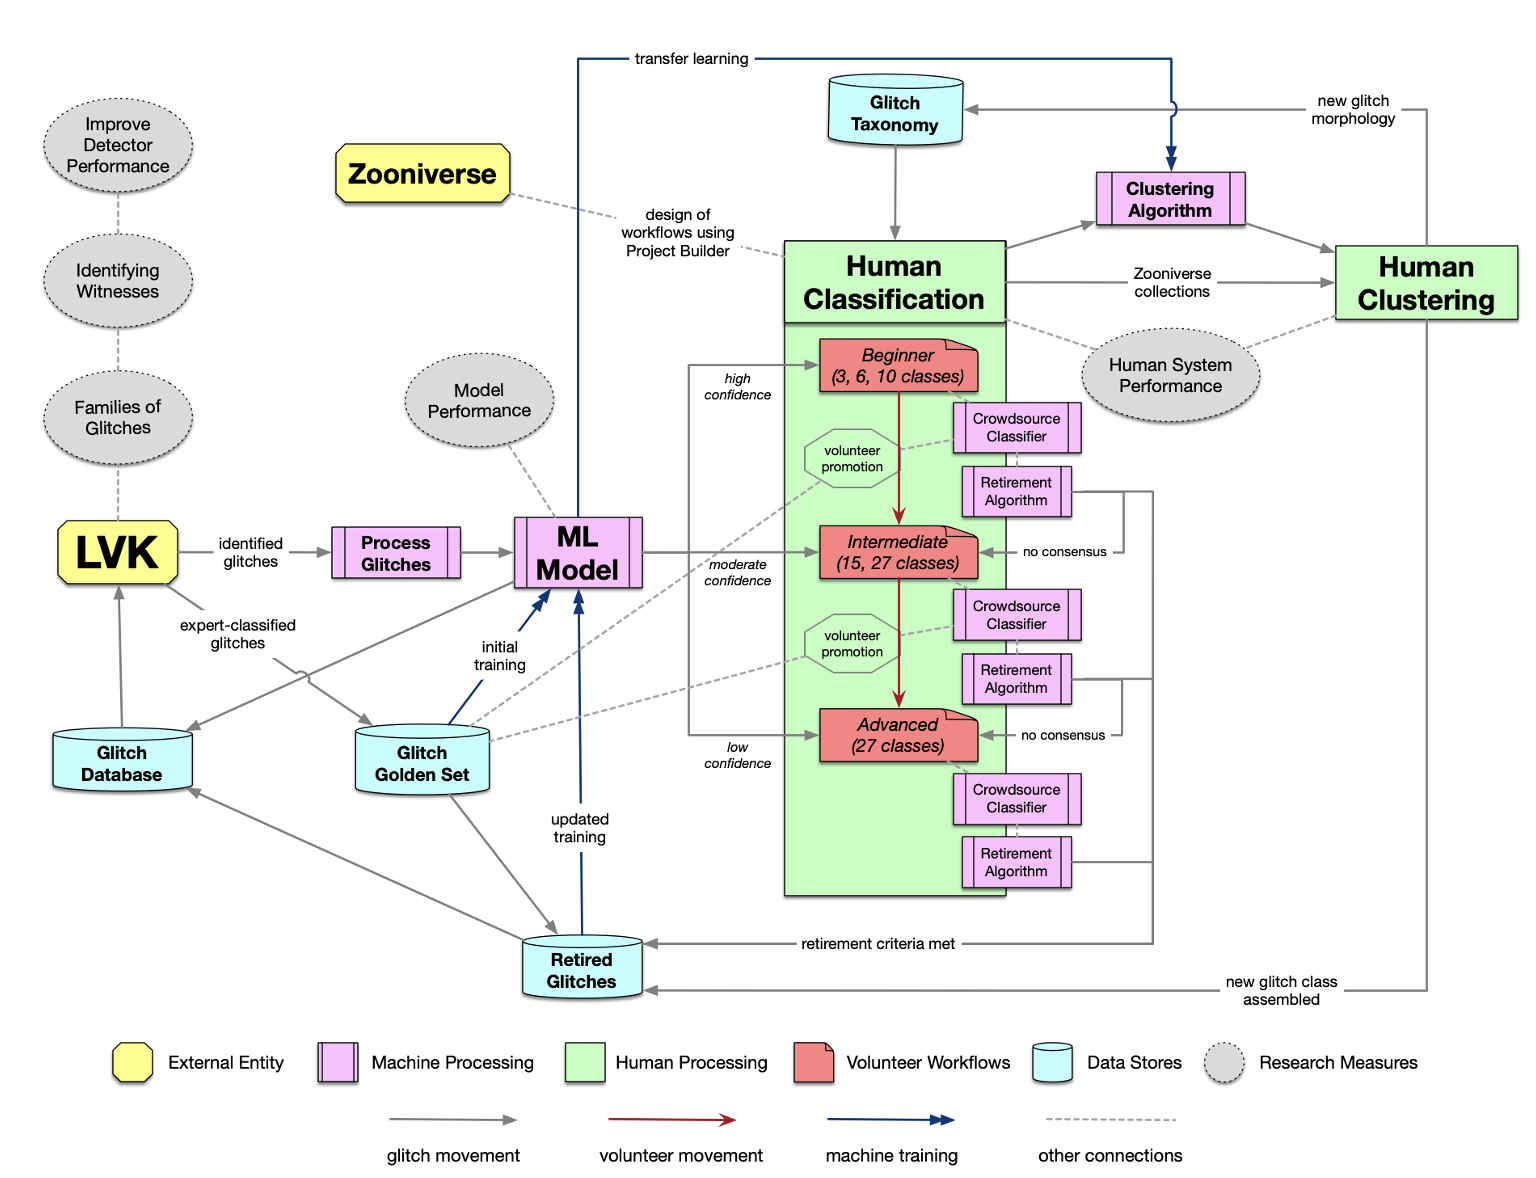 transfer learning
Glitch
Taxonomy
new glitch
morphology
Improve
Detector
Performance
Zooniverse
Clustering
Algorithm
design of
workflows using
Project Builder
Identifying
Witnesses
Human
Classification
Zooniverse
collections
Human
Clustering
Families of
Glitches
Model
Performance
high
confidence
Beginner
(3, 6, 10 classes)
Human System
Performance
Crowdsource
Classifier
volunteer
promotion
Retirement
Algorithm
LVK
identified
glitches
Process
Glitches
ML
Model
moderate
confidence
Intermediate
(15, 27 classes)
no consensus
expert-classified
glitches
initial
training
Crowdsource
Classifier
volunteer
promotion
Retirement
Algorithm
Glitch
Database
Glitch
Golden Set
low
confidence
Advanced
(27 classes)
no consensus
updated
training
Crowdsource
Classifier
Retirement
Algorithm
Retired
Glitches
retirement criteria met
new glitch class
assembled
External Entity
Machine Processing
Human Processing
Volunteer Workflows
Data Stores
Research Measures
glitch movement
volunteer movement
machine training
other connections